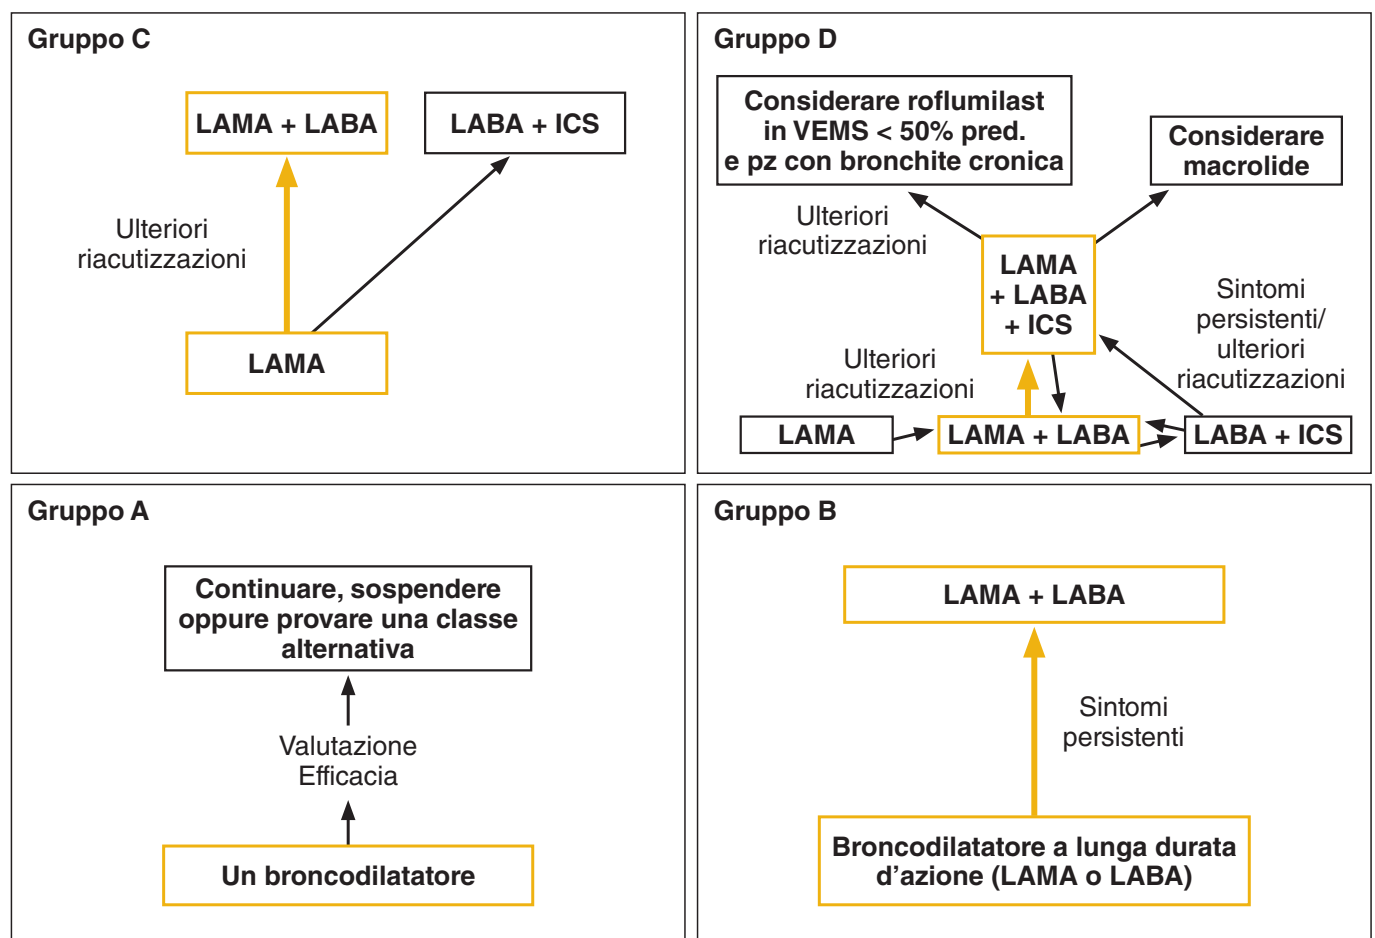 Gruppo C
LAMA + LABA
LABA + ICS
Ulteriori
riacutizzazioni
LAMA
Gruppo D
Considerare roflumilast
in VEMS < 50% pred.
e pz con bronchite cronica
Considerare
macrolide
Ulteriori
riacutizzazioni
LAMA
+ LABA
+ ICS
Sintomi
persistenti/
ulteriori
riacutizzazioni
Ulteriori
riacutizzazioni
LAMA
LAMA + LABA
LABA + ICS
Gruppo A
Continuare, sospendere
oppure provare una classe
alternativa
Valutazione
Efficacia
Un broncodilatatore
Gruppo B
LAMA + LABA
Sintomi
persistenti
Broncodilatatore a lunga durata
d’azione (LAMA o LABA)